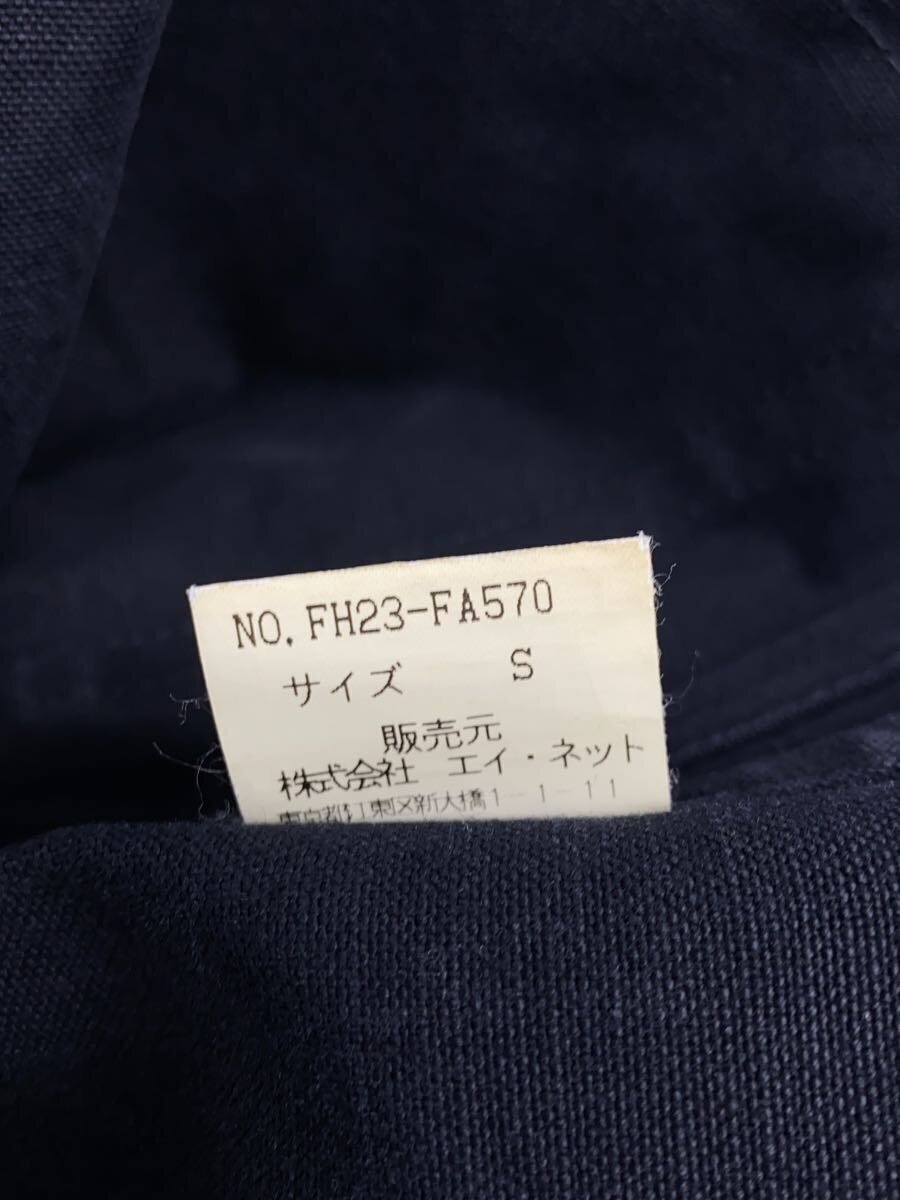 NO. FH23-FA570
サイズ S
販売元
株式会社 エイ・ネット
東京都江東区新大橋1-1-11